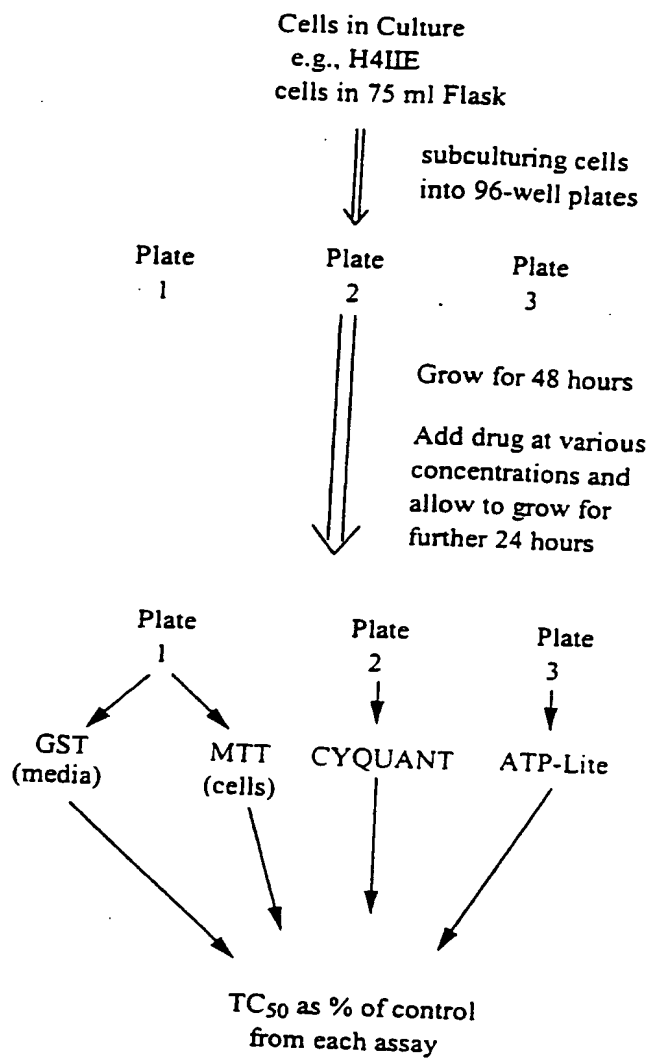 Cells in Culture
e.g., H4IIE
cells in 75 ml Flask
subculturing cells
into 96-well plates
Plate
1
Plate
2
Plate
3
Grow for 48 hours
Add drug at various
concentrations and
allow to grow for
further 24 hours
Plate
1
Plate
2
Plate
3
GST
(media)
MTT
(cells)
CYQUANT
ATP-Lite
TC50 as % of control
from each assay